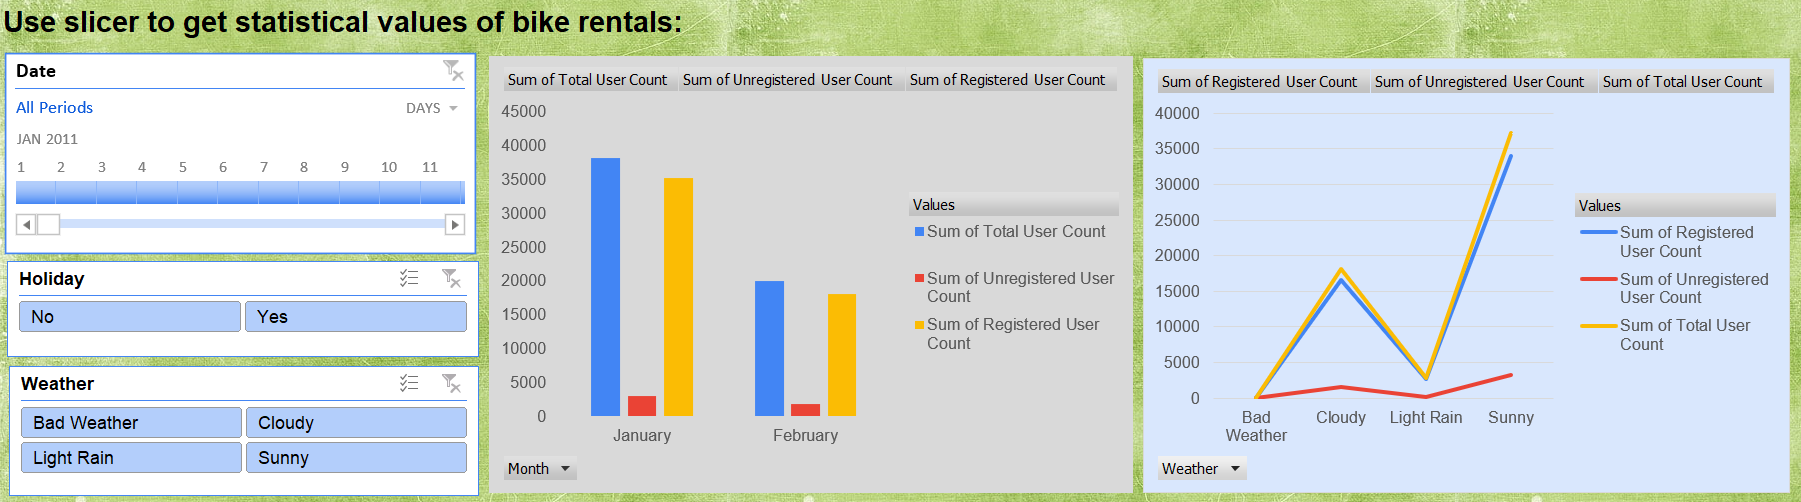 Use slicer to get statistical values of bike rentals:
Date
All Periods
DAYS
JAN 2011
1 2 3 4 5 6 7 8 9 10 11
Holiday
No Yes
Weather
Bad Weather Cloudy
Light Rain Sunny
Sum of Total User Count Sum of Unregistered User Count Sum of Registered User Count
45000
40000
35000
30000
25000
20000
15000
10000
5000
0
January February
Values
Sum of Total User Count
Sum of Unregistered User
Count
Sum of Registered User
Count
Month
Sum of Registered User Count Sum of Unregistered User Count Sum of Total User Count
40000
35000
30000
25000
20000
15000
10000
5000
0
Bad Cloudy Light Rain Sunny
Weather
Values
Sum of Registered
User Count
Sum of Unregistered
User Count
Sum of Total User
Count
Weather